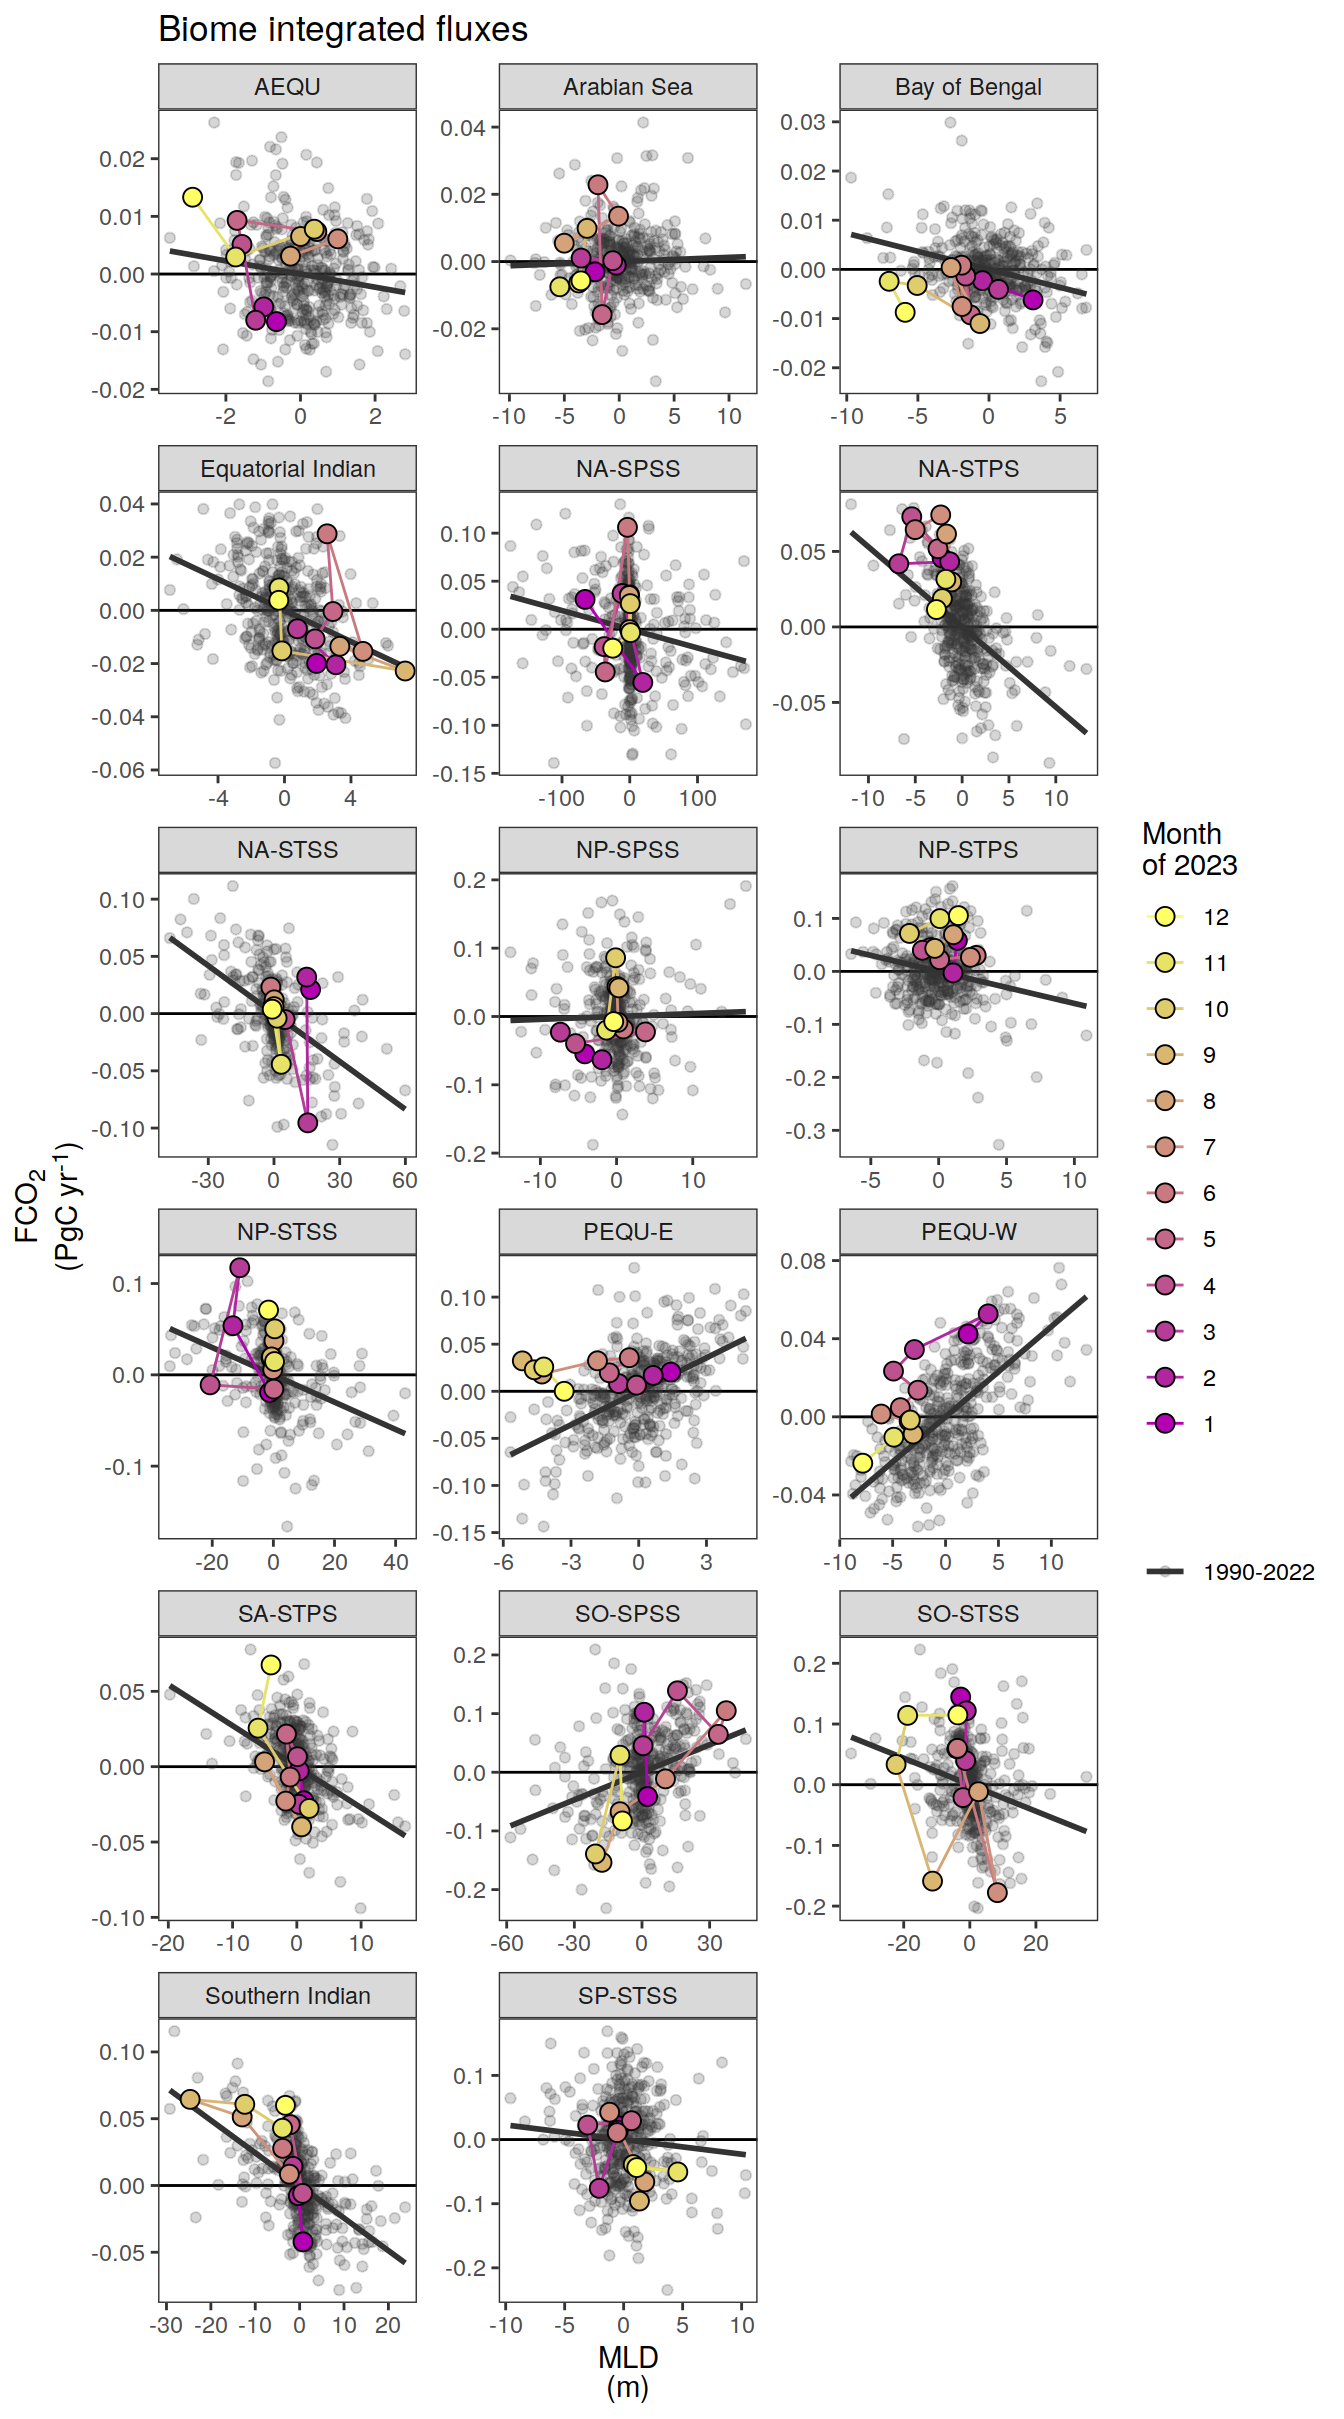 Biome integrated fluxes
AEQU
Arabian Sea
Bay of Bengal
0.02
0.01
0.00
-0.01
-0.02
0.04
0.02
0.00
-0.02
0.03
0.02
0.01
0.00
-0.01
-0.02
-2 0 2
-10 -5 0 5 10
-10 -5 0 5
Equatorial Indian
NA-SPSS
NA-STPS
0.04
0.02
0.00
-0.02
-0.04
-0.06
0.10
0.05
0.00
-0.05
-0.10
-0.15
0.05
0.00
-0.05
-4 0 4
-100 0 100
-10 -5 0 5 10
NA-STSS
NP-SPSS
NP-STPS
0.10
0.05
0.00
-0.05
-0.10
0.2
0.1
0.0
-0.1
-0.2
0.1
0.0
-0.1
-0.2
-0.3
-30 0 30 60
-10 0 10
-5 0 5 10
NP-STSS
PEQU-E
PEQU-W
0.1
0.0
-0.1
0.10
0.05
0.00
-0.05
-0.10
-0.15
0.08
0.04
0.00
-0.04
-20 0 20 40
-6 -3 0 3
-10 -5 0 5 10
SA-STPS
SO-SPSS
SO-STSS
0.05
0.00
-0.05
-0.10
0.2
0.1
0.0
-0.1
-0.2
0.2
0.1
0.0
-0.1
-0.2
-20 -10 0 10
-60 -30 0 30
-20 0 20
Southern Indian
SP-STSS
0.10
0.05
0.00
-0.05
0.1
0.0
-0.1
-0.2
-30 -20 -10 0 10 20
-10 -5 0 5 10
MLD
(m)
FCO2
(PgC yr-1)
Month
of 2023
12
11
10
9
8
7
6
5
4
3
2
1
1990-2022